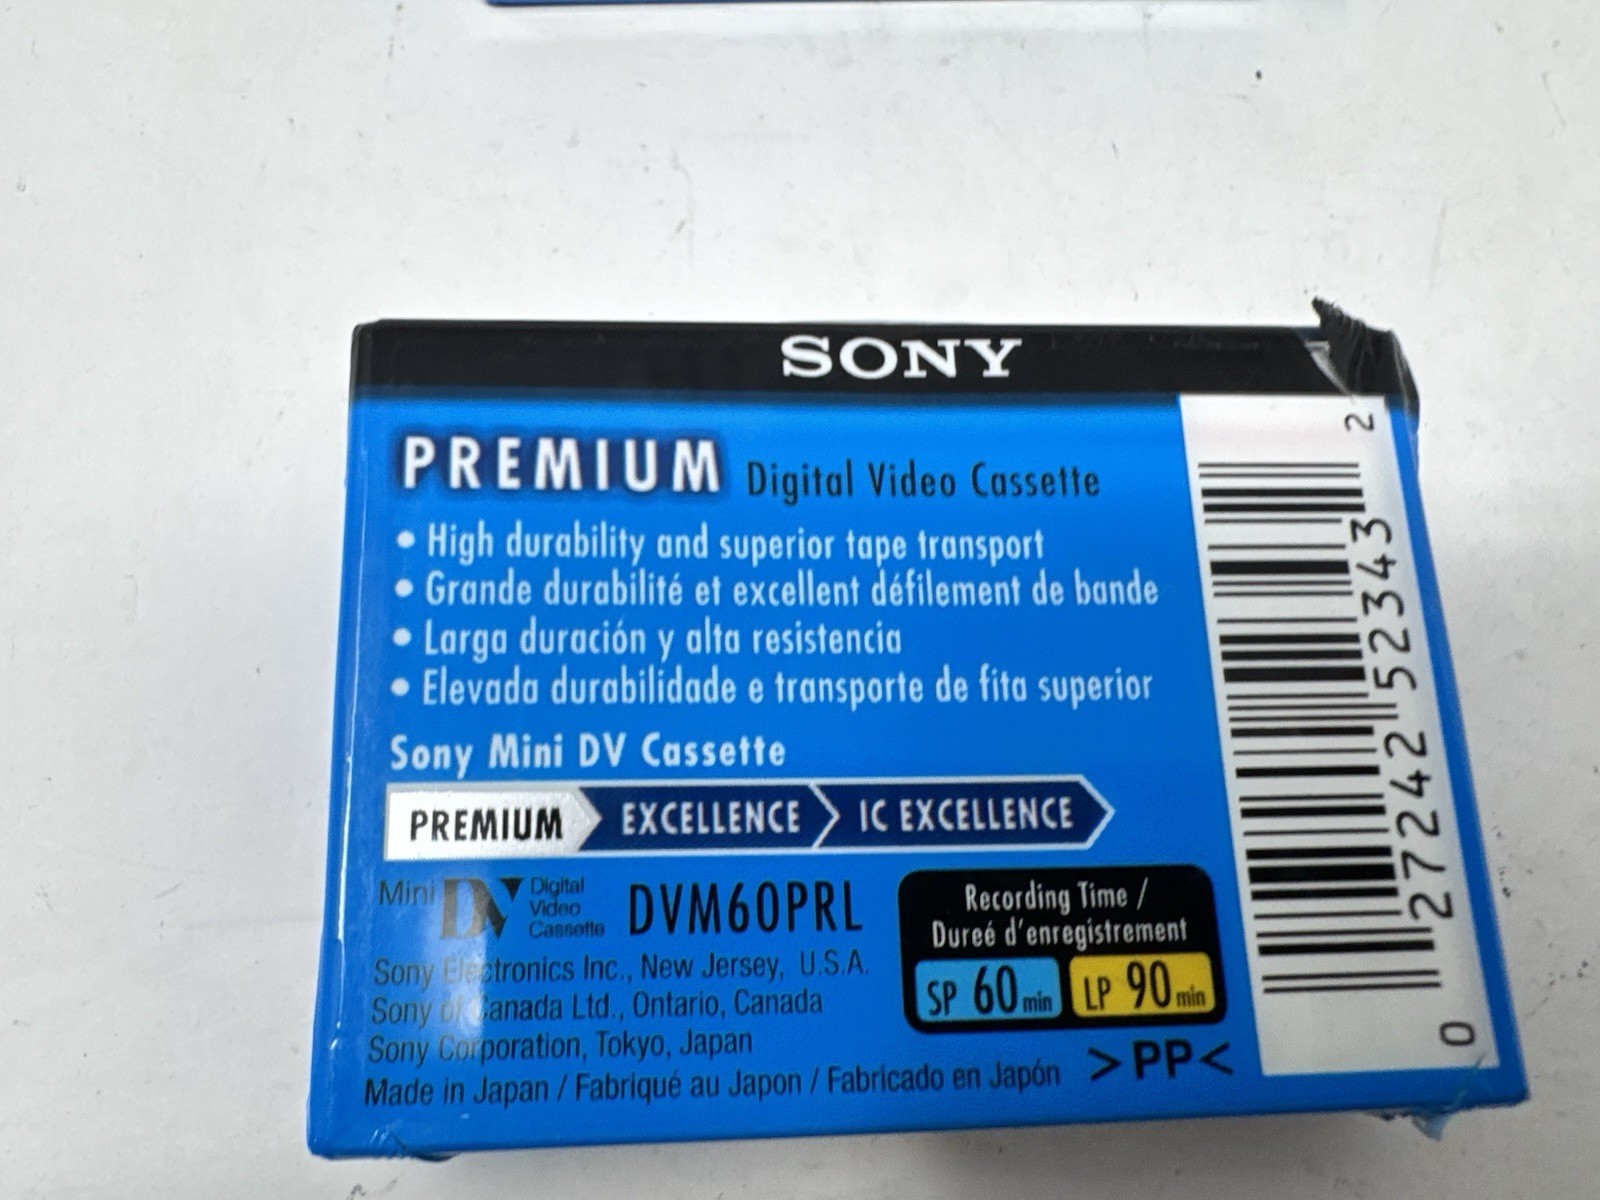 SONY
PREMIUM Digital Video Cassette
• High durability and superior tape transport
• Grande durabilité et excellent défilement de bande
• Larga duración y alta resistencia
• Elevada durabilidade e transporte de fita superior
Sony Mini DV Cassette
PREMIUM EXCELLENCE IC EXCELLENCE
Mini DV Digital Video Cassette DVM60PRL
Sony Electronics Inc., New Jersey, U.S.A.
Sony of Canada Ltd., Ontario, Canada
Sony Corporation, Tokyo, Japan
Made in Japan / Fabriqué au Japon / Fabricado en Japón
Recording Time /
Dureé d'enregistrement
SP 60 min LP 90 min
>PP<
0 27242 52343 2